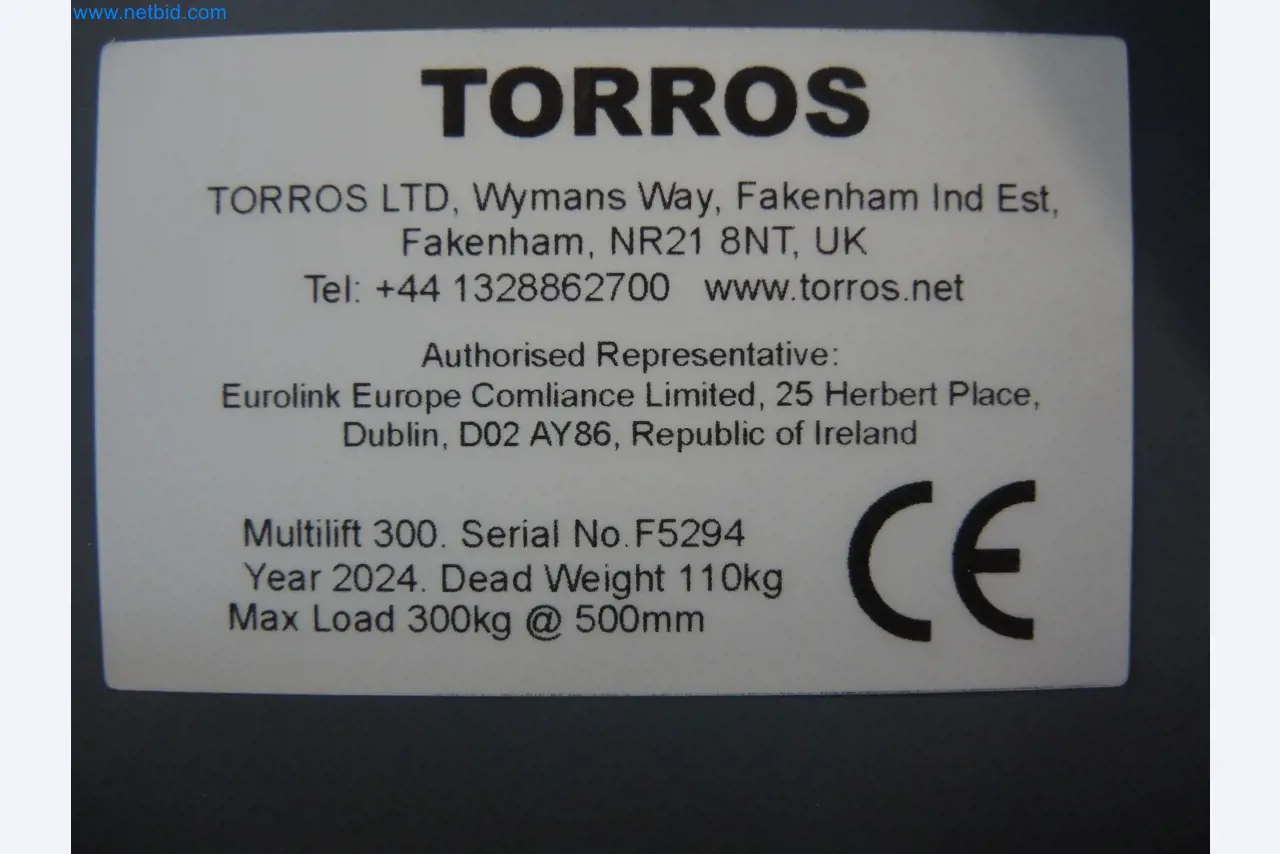 www.netbid.com
TORROS
TORROS LTD, Wymans Way, Fakenham Ind Est,
Fakenham, NR21 8NT, UK
Tel: +44 1328862700 www.torros.net
Authorised Representative:
Eurolink Europe Comliance Limited, 25 Herbert Place,
Dublin, D02 AY86, Republic of Ireland
Multilift 300. Serial No.F5294
Year 2024. Dead Weight 110kg
Max Load 300kg @ 500mm
CE